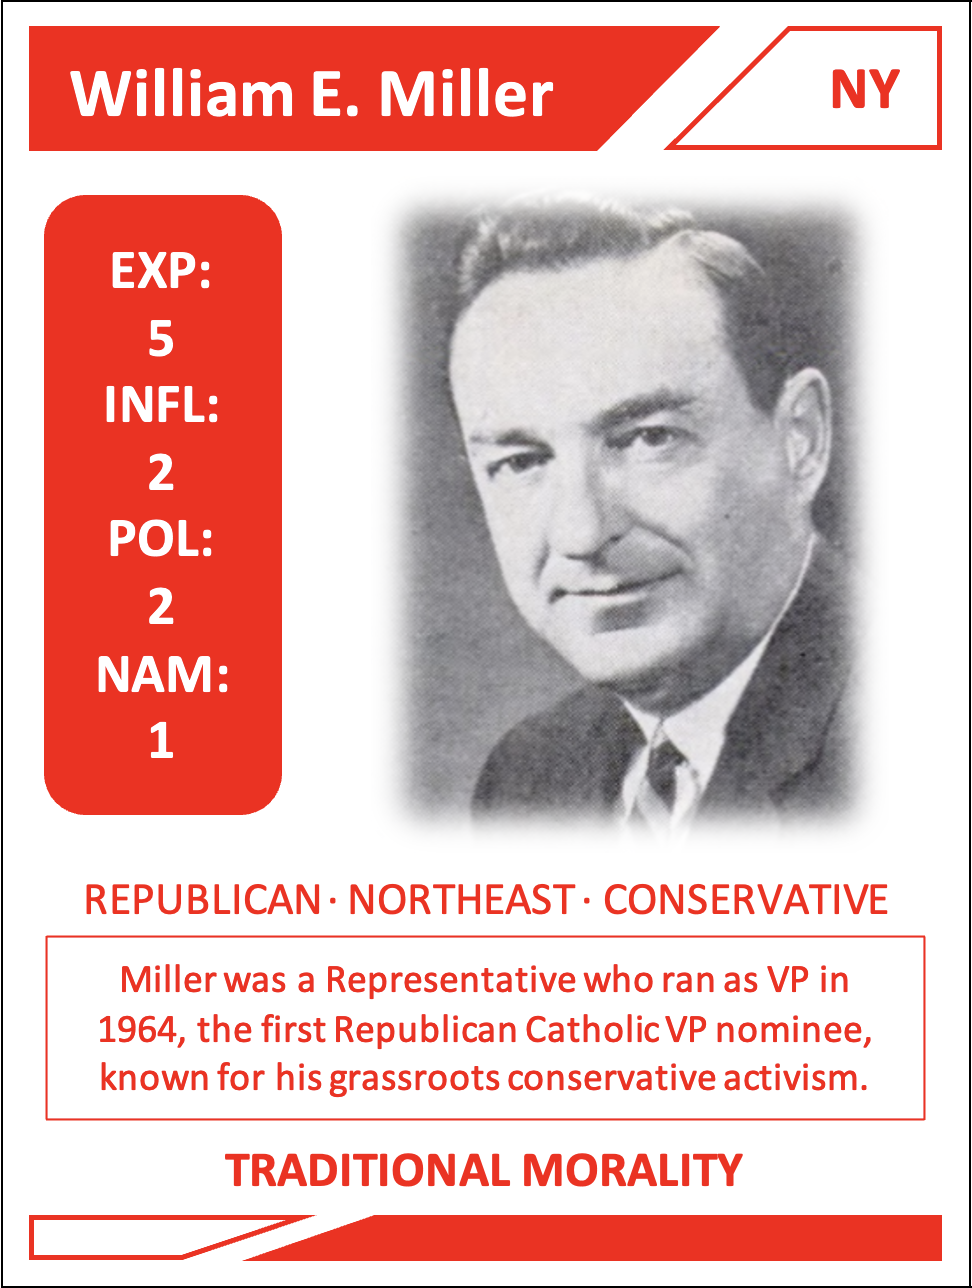 William E. Miller
NY
EXP:
5
INFL:
2
POL:
2
NAM:
1
REPUBLICAN · NORTHEAST · CONSERVATIVE
Miller was a Representative who ran as VP in
1964, the first Republican Catholic VP nominee,
known for his grassroots conservative activism.
TRADITIONAL MORALITY